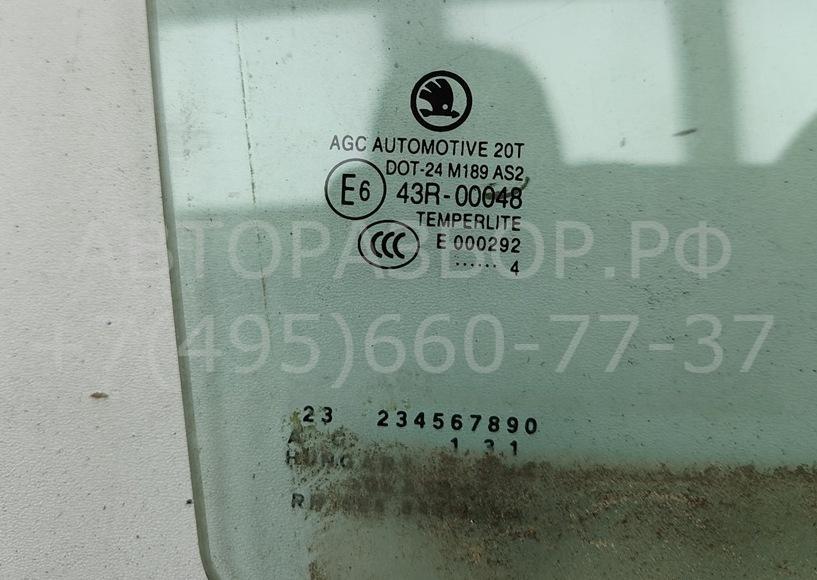 AGC AUTOMOTIVE 20T
DOT-24 M189 AS2
E6 43R-00048
TEMPERLITE
CCC E 000292
...... 4
АВТОРАЗБОР.РФ
+7(495)660-77-37
23 234567890
1.3.1